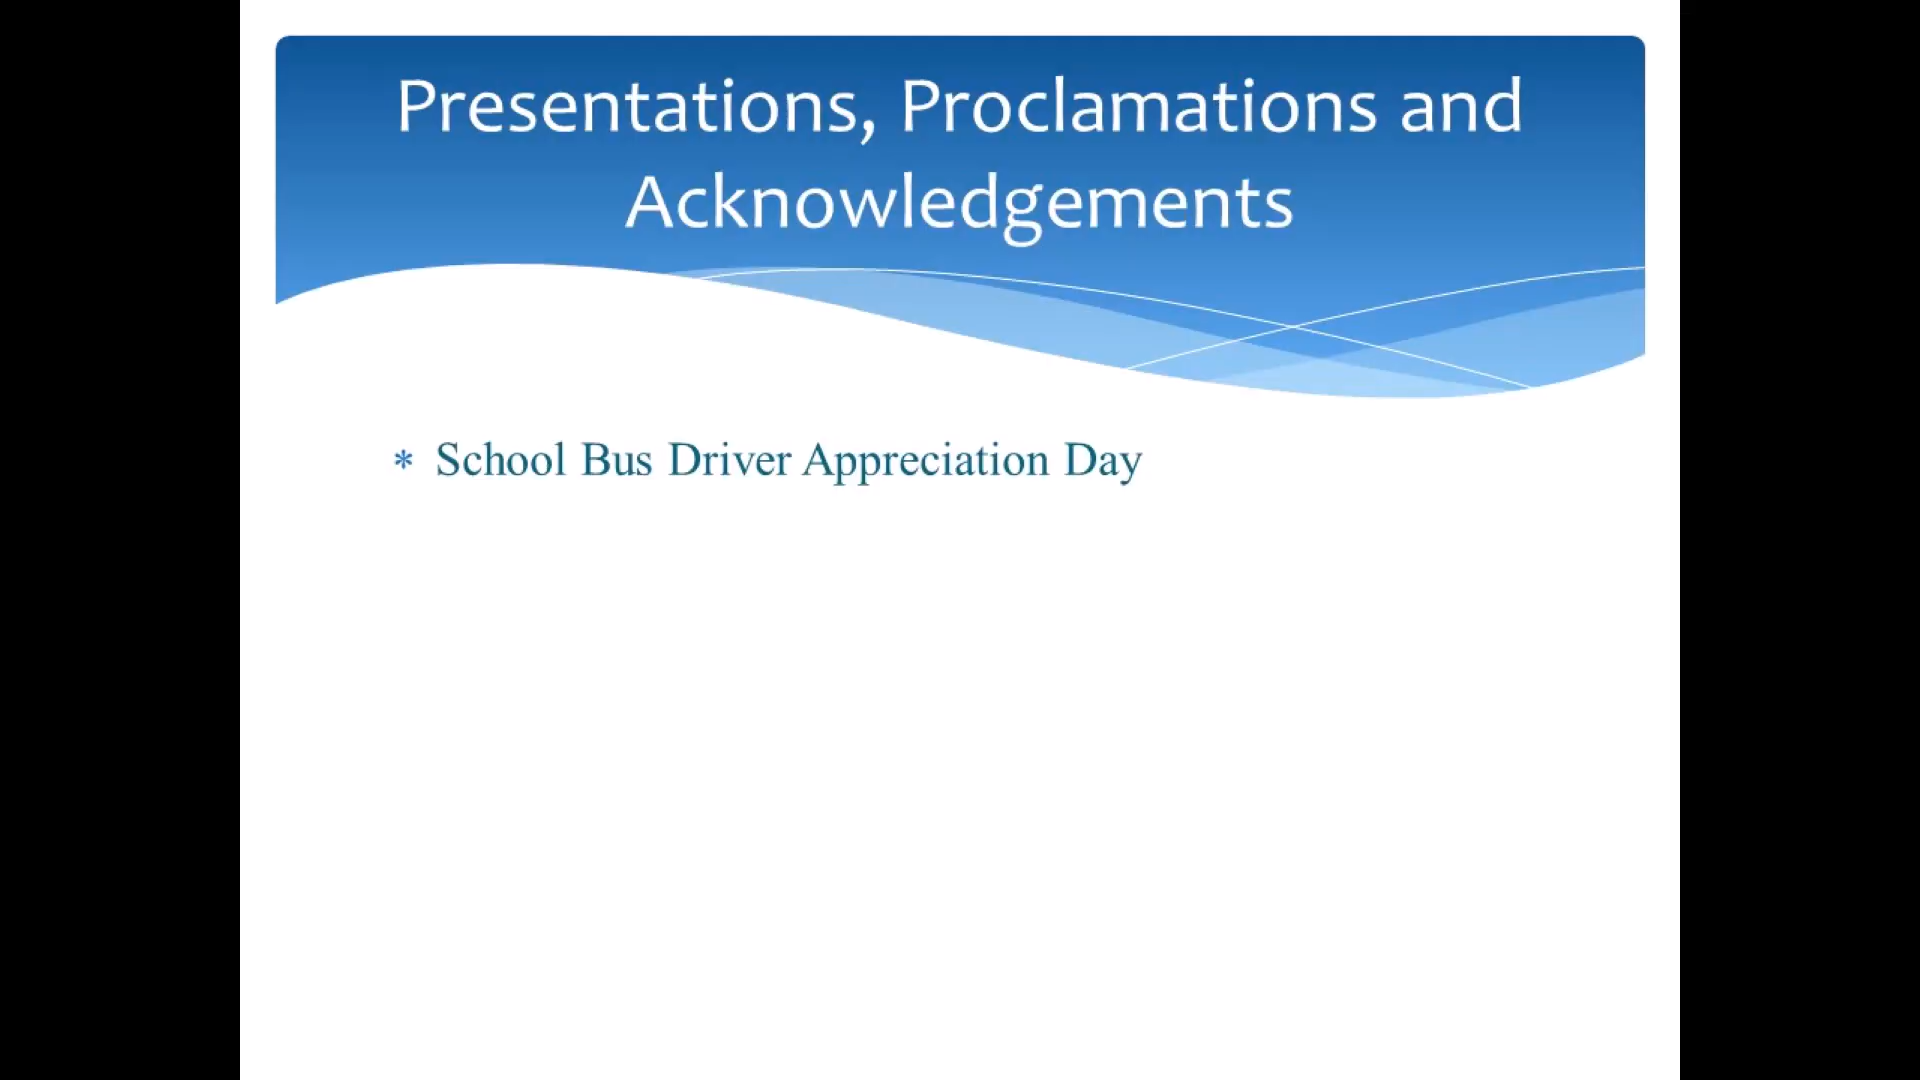 Presentations, Proclamations and
Acknowledgements
* School Bus Driver Appreciation Day